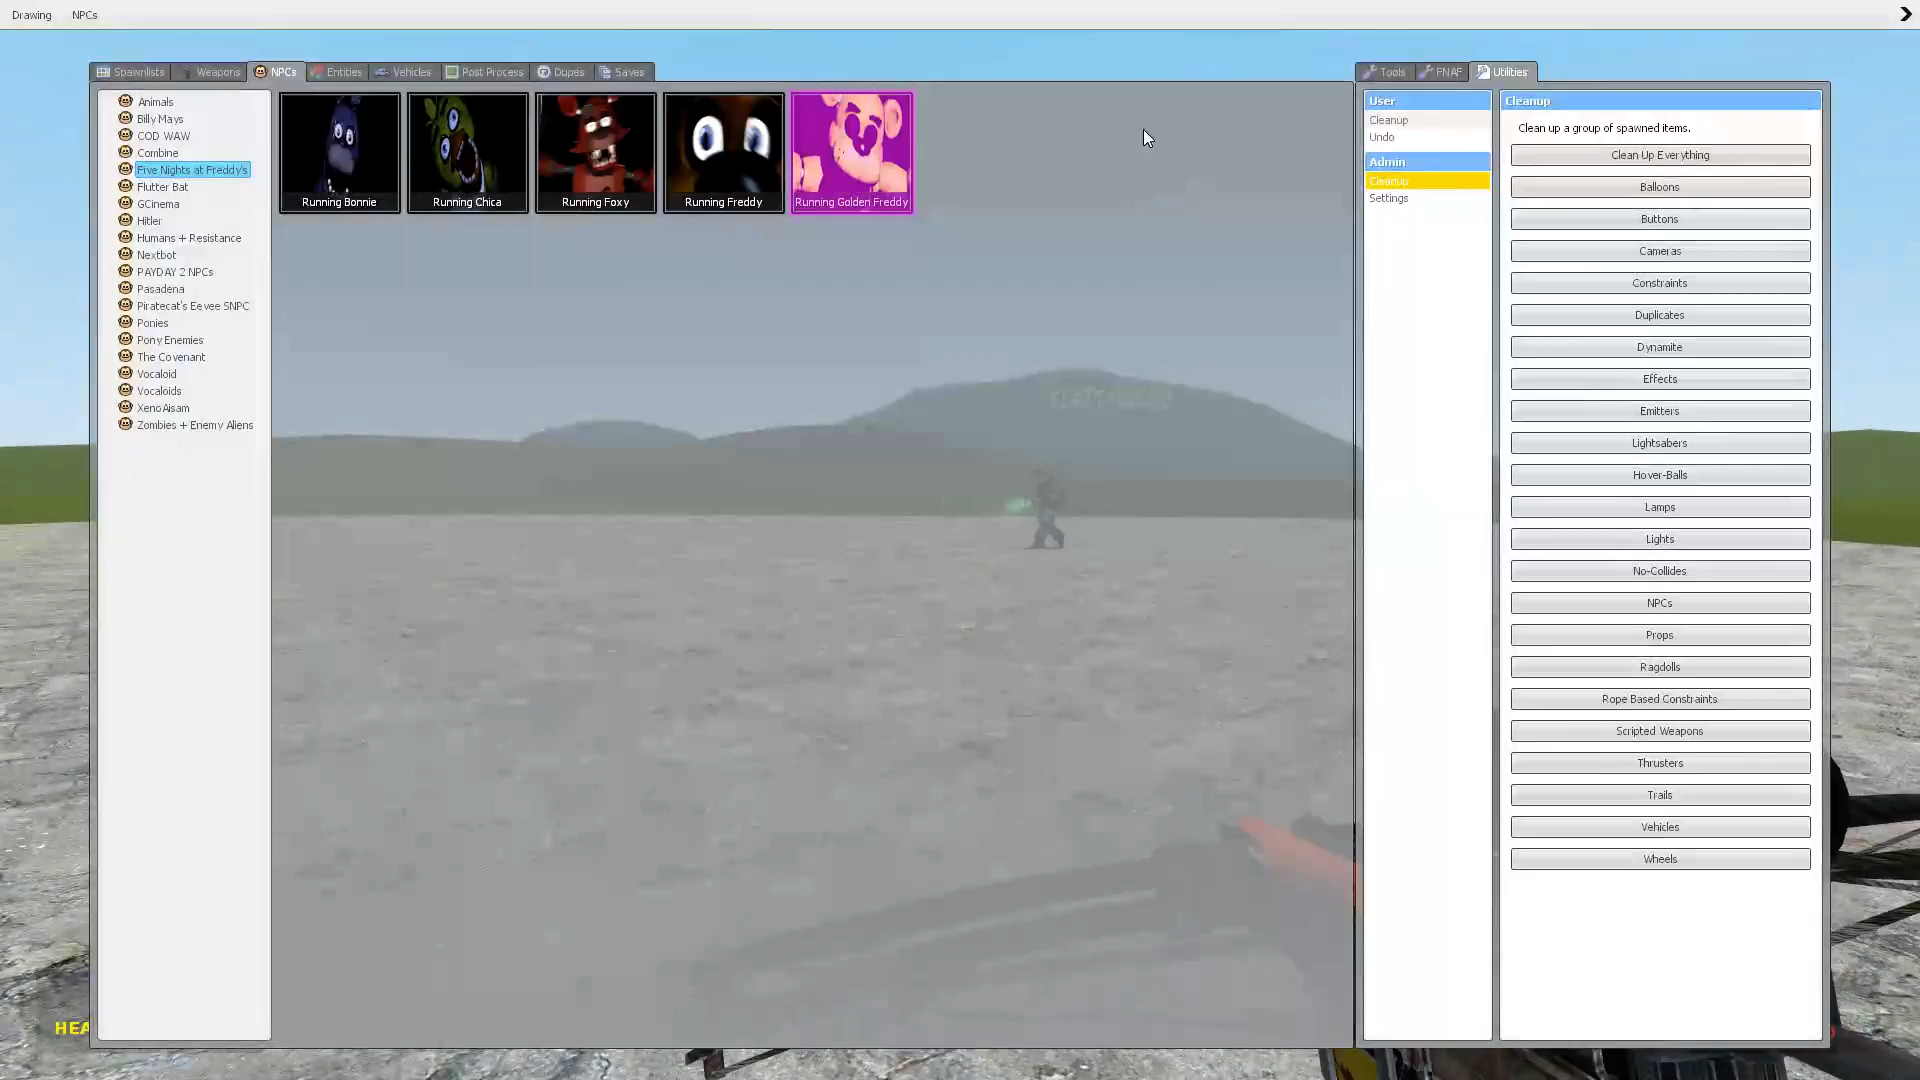 Drawing NPCs
Spawnlists Weapons NPCs Entities Vehicles Post Process Dupes Saves
Animals
Billy Mays
COD WAW
Combine
Five Nights at Freddy's
Flutter Bat
GCinema
Hitler
Humans + Resistance
Nextbot
PAYDAY 2 NPCs
Pasadena
Piratecat's Eevee SNPC
Ponies
Pony Enemies
The Covenant
Vocaloid
Vocaloids
XenoAisam
Zombies + Enemy Aliens
Running Bonnie
Running Chica
Running Foxy
Running Freddy
Running Golden Freddy
Tools FNAF Utilities
User
Cleanup
Undo
Admin
Cleanup
Settings
Cleanup
Clean up a group of spawned items.
Clean Up Everything
Balloons
Buttons
Cameras
Constraints
Duplicates
Dynamite
Effects
Emitters
Lightsabers
Hover-Balls
Lamps
Lights
No-Collides
NPCs
Props
Ragdolls
Rope Based Constraints
Scripted Weapons
Thrusters
Trails
Vehicles
Wheels
HEA